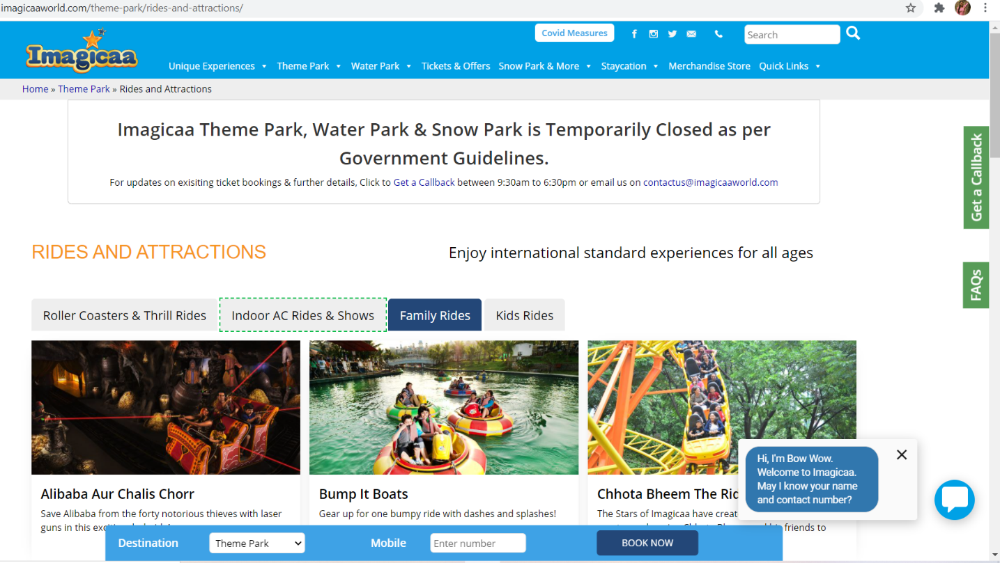 imagicaaworld.com/theme-park/rides-and-attractions/
Imagicaa
Covid Measures
Search
Unique Experiences Theme Park Water Park Tickets & Offers Snow Park & More Staycation Merchandise Store Quick Links
Home » Theme Park » Rides and Attractions
Imagicaa Theme Park, Water Park & Snow Park is Temporarily Closed as per
Government Guidelines.
For updates on exisiting ticket bookings & further details, Click to Get a Callback between 9:30am to 6:30pm or email us on contactus@imagicaaworld.com
Get a Callback
FAQs
RIDES AND ATTRACTIONS
Enjoy international standard experiences for all ages
Roller Coasters & Thrill Rides Indoor AC Rides & Shows Family Rides Kids Rides
Alibaba Aur Chalis Chorr
Save Alibaba from the forty notorious thieves with laser
guns in this
Bump It Boats
Gear up for one bumpy ride with dashes and splashes!
Chhota Bheem The
The Stars of Imagicaa have
friends to
Hi, I'm Bow Wow.
Welcome to Imagicaa.
May I know your name
and contact number?
Destination Theme Park Mobile Enter number BOOK NOW